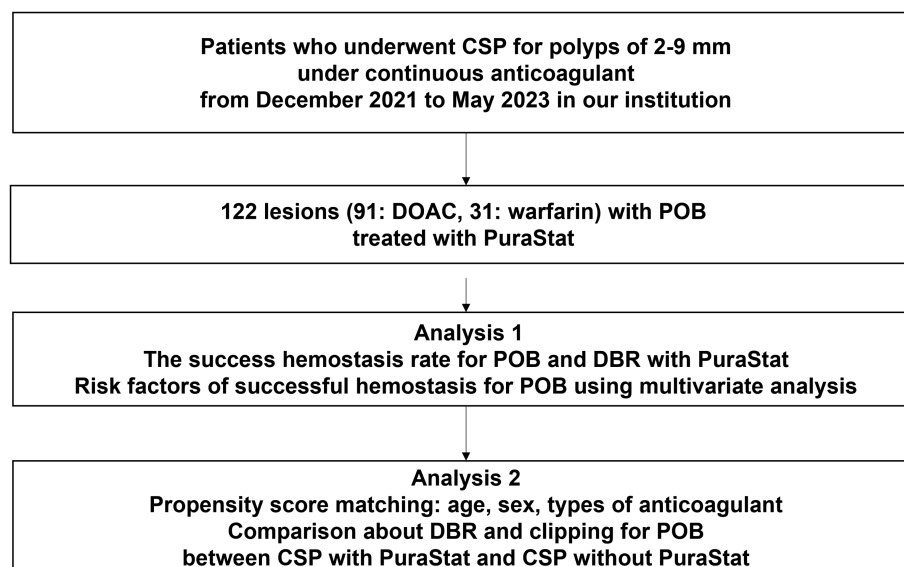 Patients who underwent CSP for polyps of 2-9 mm
under continuous anticoagulant
from December 2021 to May 2023 in our institution
122 lesions (91: DOAC, 31: warfarin) with POB
treated with PuraStat
Analysis 1
The success hemostasis rate for POB and DBR with PuraStat
Risk factors of successful hemostasis for POB using multivariate analysis
Analysis 2
Propensity score matching: age, sex, types of anticoagulant
Comparison about DBR and clipping for POB
between CSP with PuraStat and CSP without PuraStat